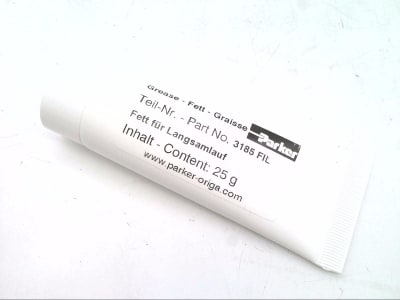 Grease - Fett - Graisse
Teil-Nr. - Part No. 3185 FIL
Fett für Langsamlauf
Inhalt - Content: 25 g
www.parker-origa.com
Parker